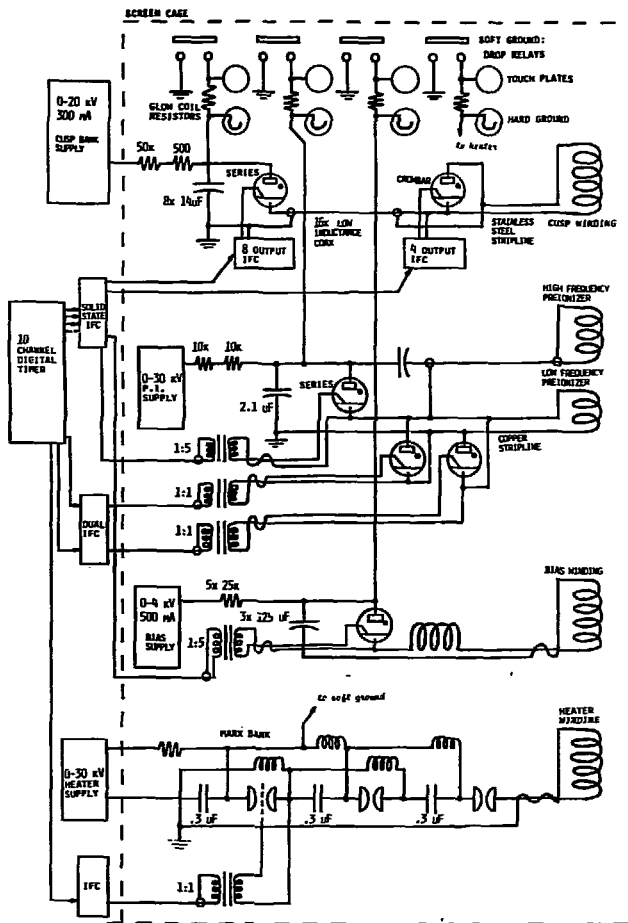 SCREEN CAGE
SOFT GROUND:
DROP RELAYS
TOUCH PLATES
GLOW COIL
RESISTORS
HARD GROUND
to heater
0-20 kV
300 mA
CUSP BANK
SUPPLY
50K
500
SERIES
CROWBAR
8x 14uF
16x LOW
INDUCTANCE
COAX
STAINLESS
STEEL
STRIPLINE
CUSP WINDING
8 OUTPUT
IFC
4 OUTPUT
IFC
SOLID
STATE
IFC
HIGH FREQUENCY
PREIONIZER
10
CHANNEL
DIGITAL
TIMER
10K
10K
0-30 kV
P.I.
SUPPLY
SERIES
LOW FREQUENCY
PREIONIZER
2.1 uF
COPPER
STRIPLINE
1:5
1:1
1:1
DUAL
IFC
5x 25K
BIAS WINDING
0-4 kV
500 mA
BIAS
SUPPLY
3x 125 uF
1:5
to soft ground
HEATER
WINDING
MARX BANK
0-30 kV
HEATER
SUPPLY
.3 uF
.3 uF
.3 uF
IFC
1:1